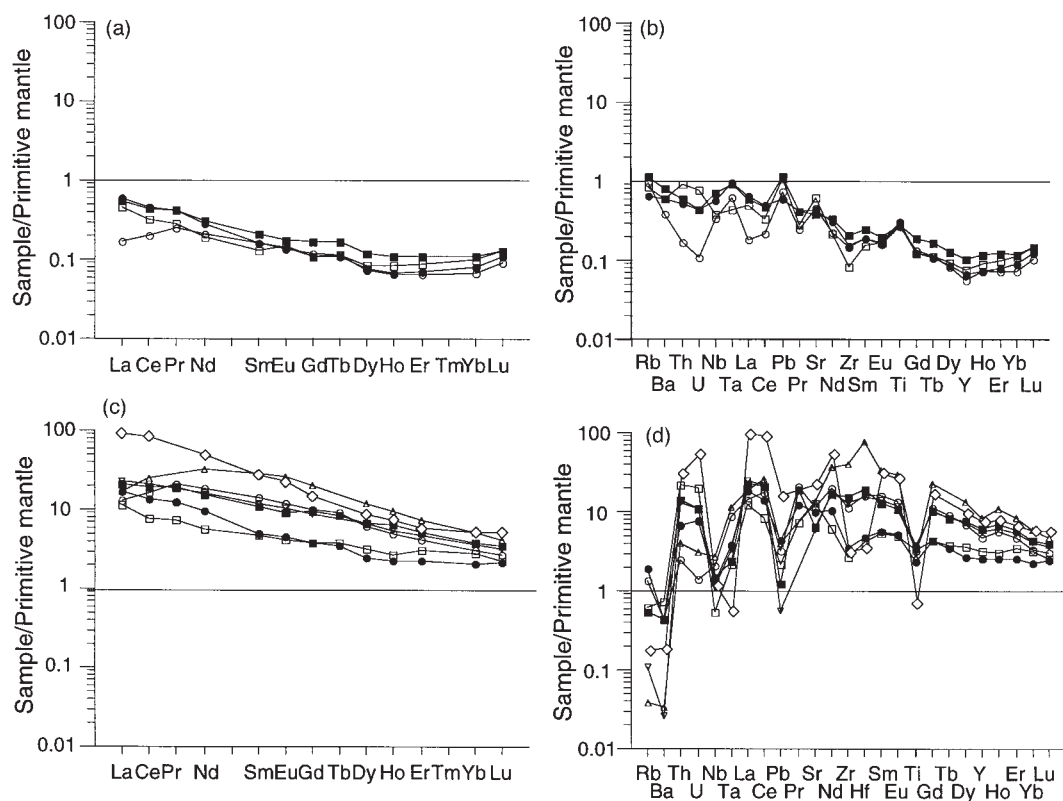 (a)
Sample/Primitive mantle
100
10
1
0.1
0.01
La Ce Pr Nd Sm Eu Gd Tb Dy Ho Er Tm Yb Lu
(b)
Sample/Primitive mantle
100
10
1
0.1
0.01
Rb Th Nb La Pb Sr Zr Eu Gd Dy Ho Yb
Ba U Ta Ce Pr Nd Sm Ti Tb Y Er Lu
(c)
Sample/Primitive mantle
100
10
1
0.1
0.01
La Ce Pr Nd Sm Eu Gd Tb Dy Ho Er Tm Yb Lu
(d)
Sample/Primitive mantle
100
10
1
0.1
0.01
Rb Th Nb La Pb Sr Zr Sm Ti Tb Y Er Lu
Ba U Ta Ce Pr Nd Hf Eu Gd Dy Ho Yb